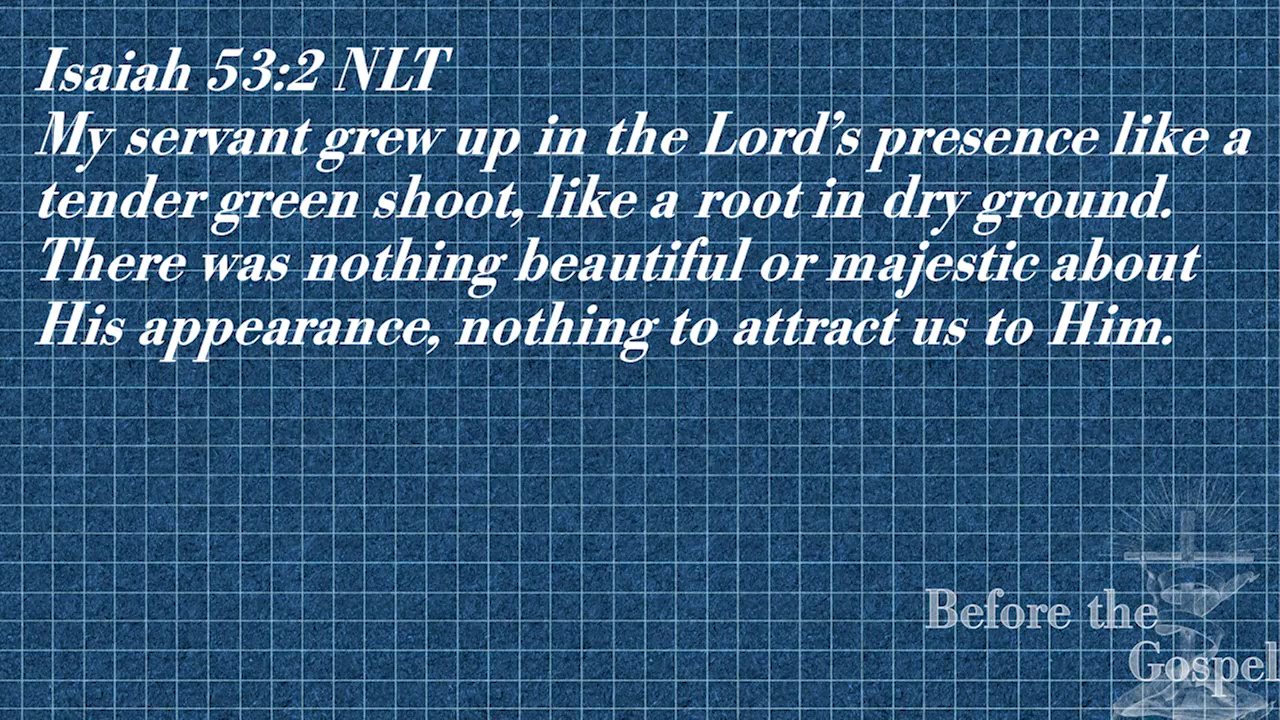 Isaiah 53:2 NLT
My servant grew up in the Lord’s presence like a
tender green shoot, like a root in dry ground.
There was nothing beautiful or majestic about
His appearance, nothing to attract us to Him.
Before the
Gospel